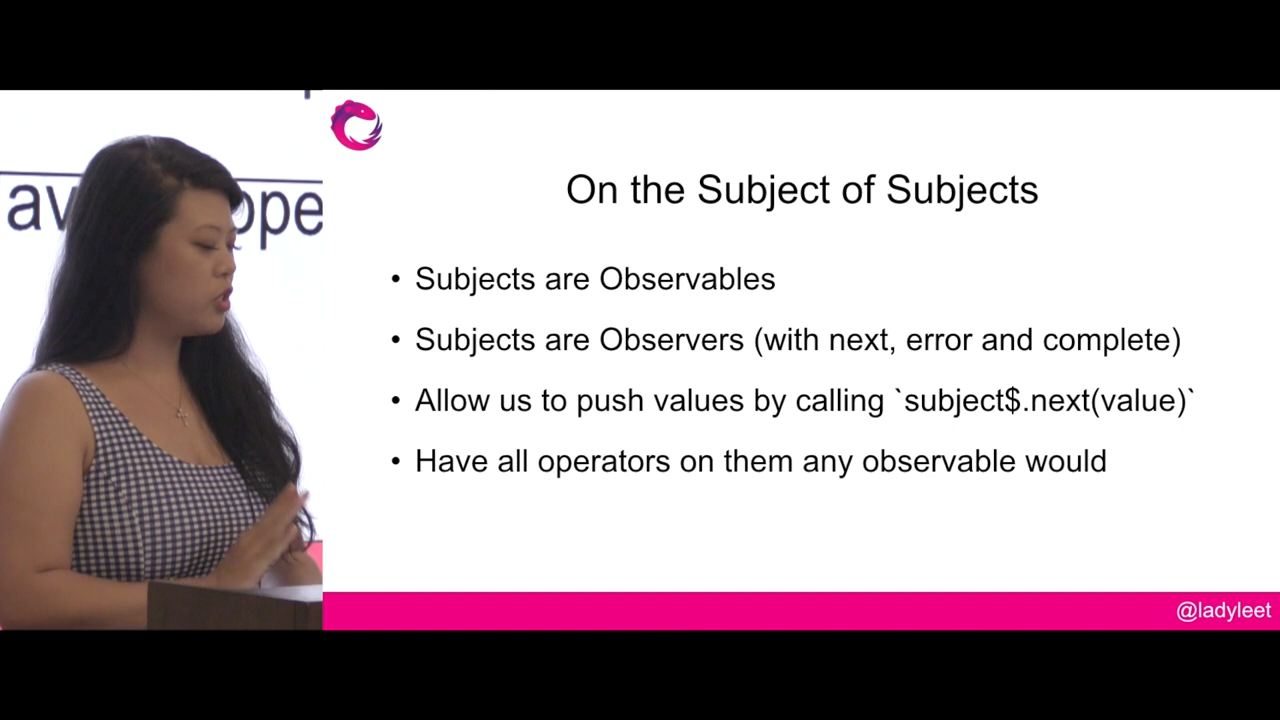 On the Subject of Subjects
• Subjects are Observables
• Subjects are Observers (with next, error and complete)
• Allow us to push values by calling `subject$.next(value)`
• Have all operators on them any observable would
@ladyleet